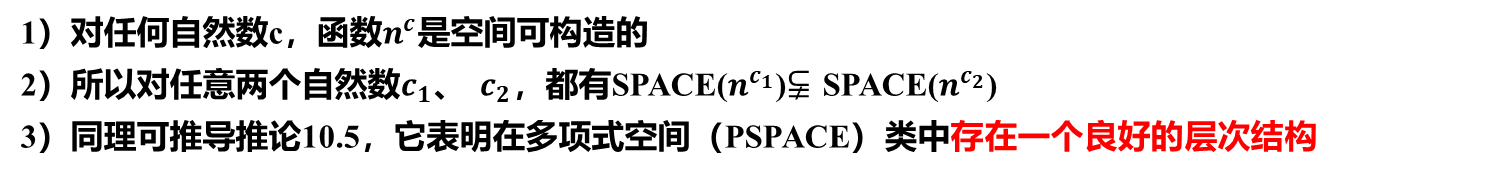 1）对任何自然数c，函数𝒏ᶜ是空间可构造的
2）所以对任意两个自然数𝒄₁、 𝒄₂，都有SPACE(𝒏^𝒄₁)⫋ SPACE(𝒏^𝒄₂)
3）同理可推导推论10.5，它表明在多项式空间（PSPACE）类中存在一个良好的层次结构